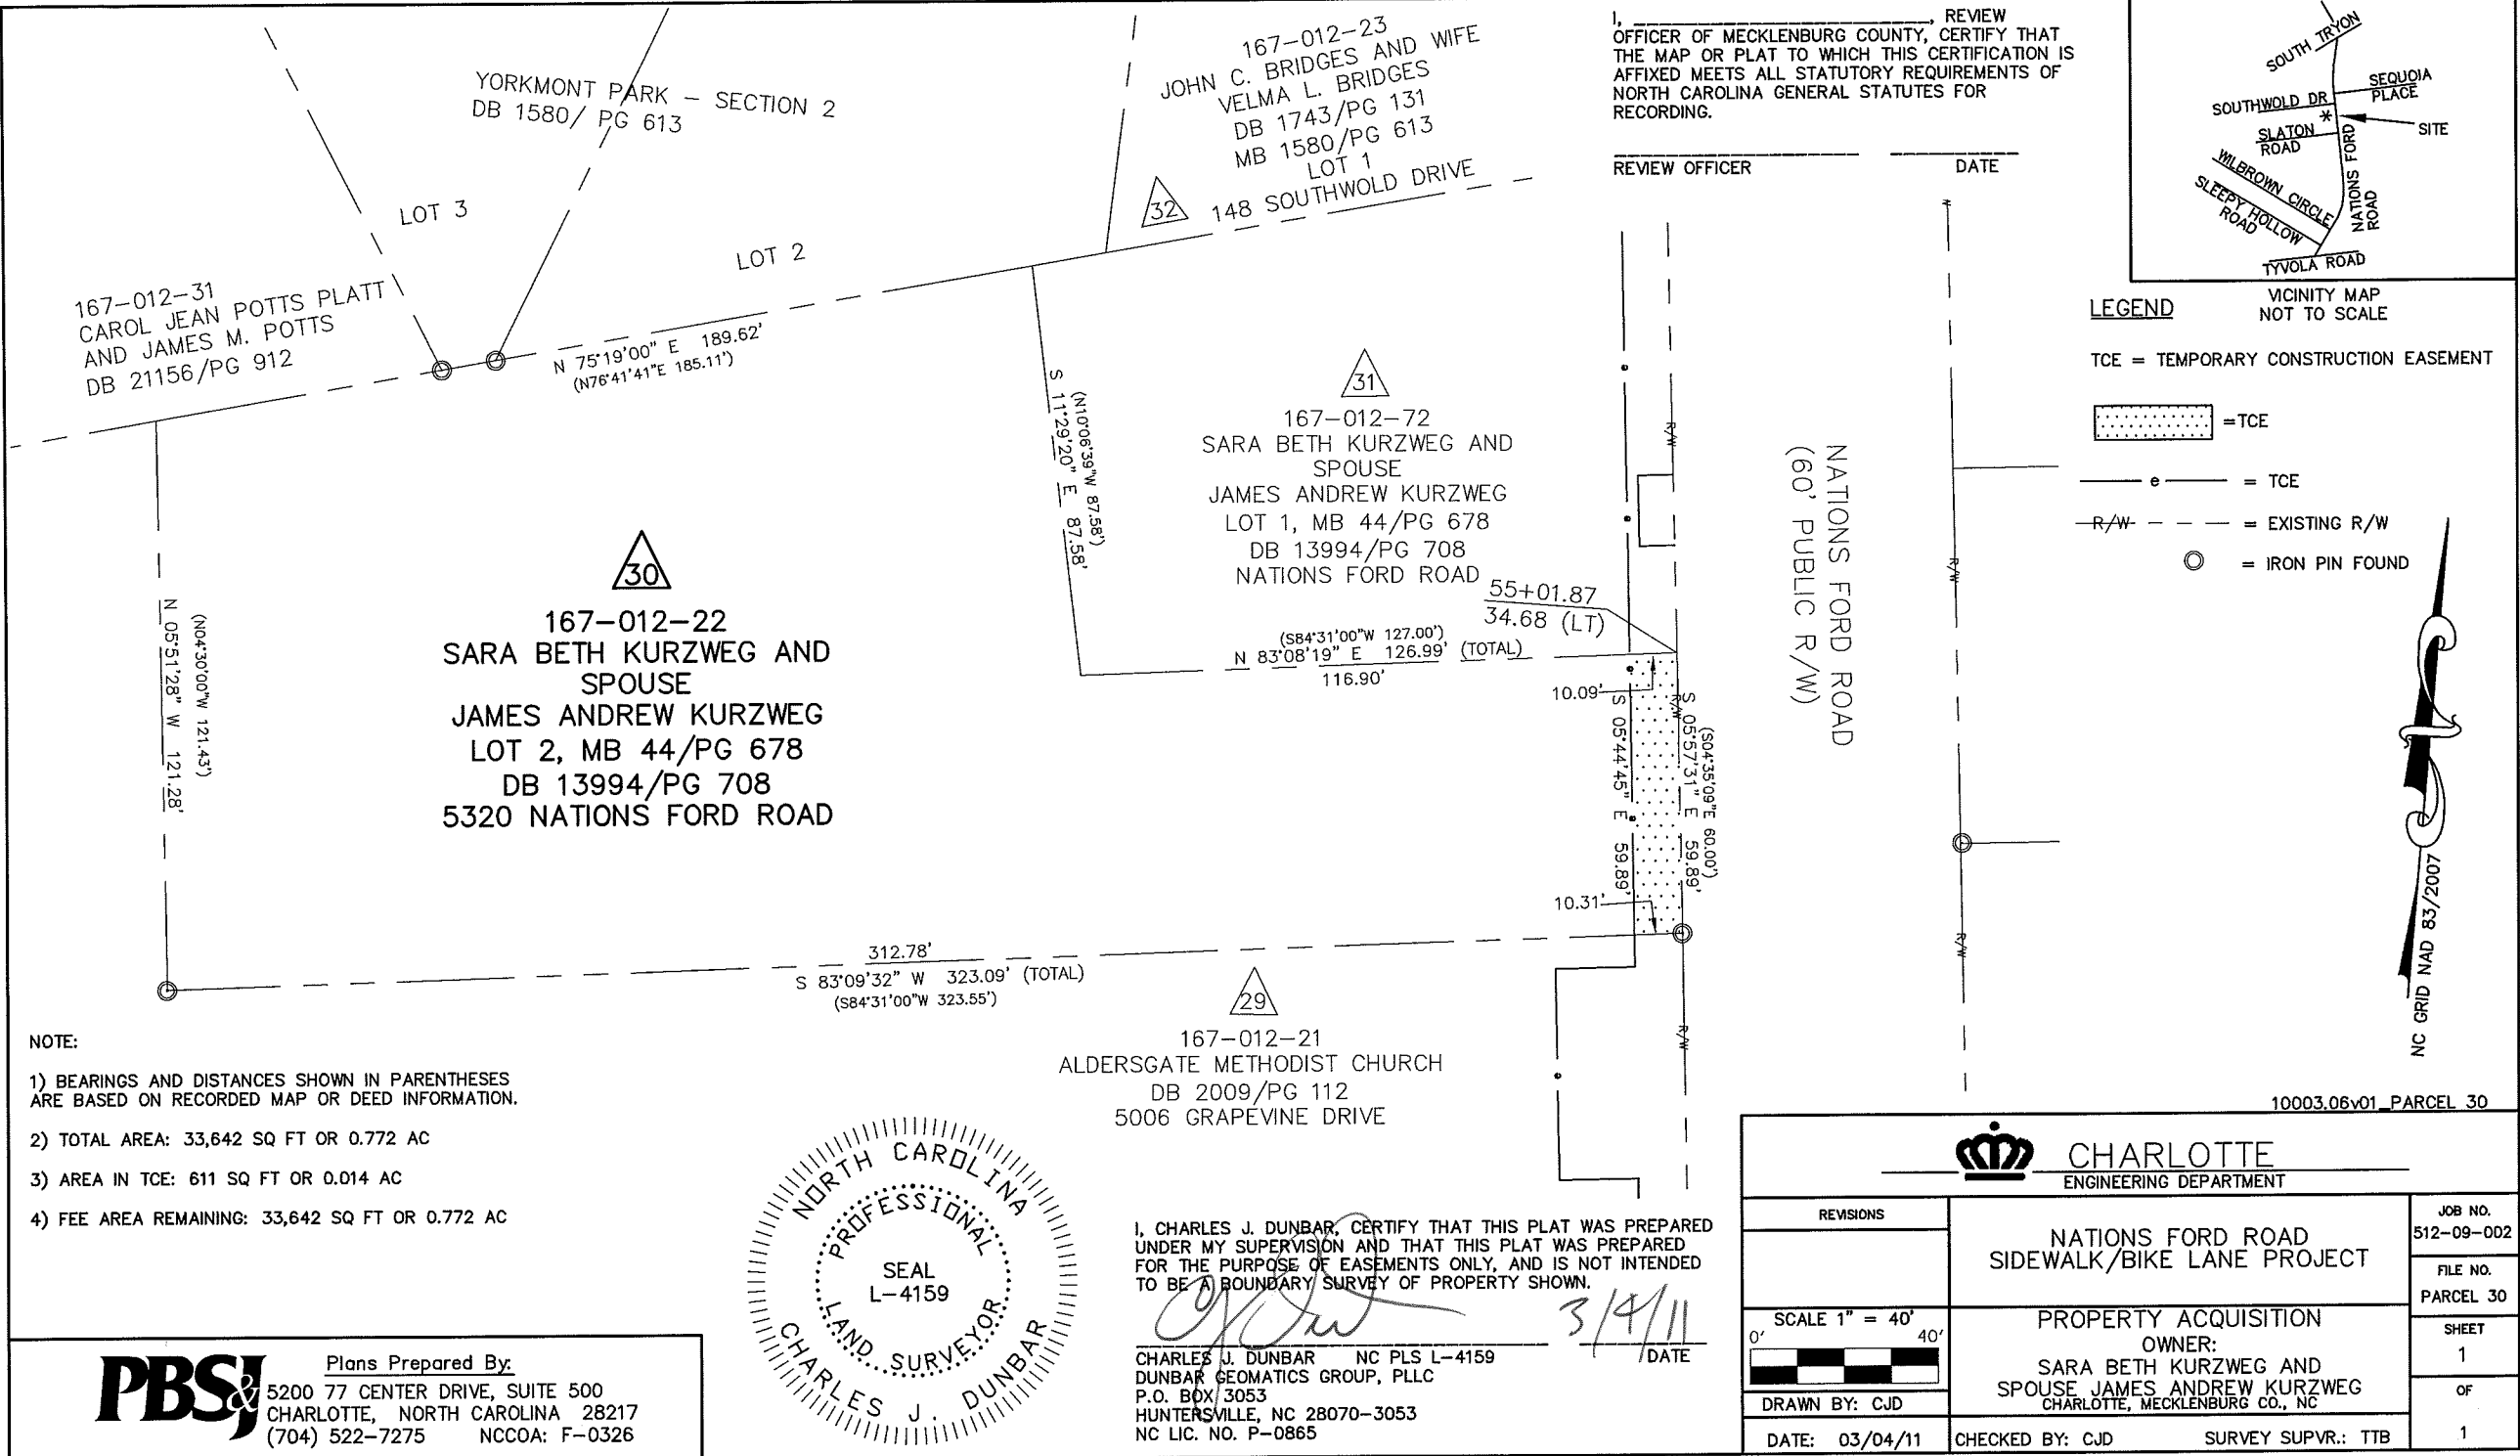 YORKMONT PARK – SECTION 2
DB 1580/ PG 613
LOT 3
LOT 2
167-012-31
CAROL JEAN POTTS PLATT
AND JAMES M. POTTS
DB 21156/PG 912
167-012-23
JOHN C. BRIDGES AND WIFE
VELMA L. BRIDGES
DB 1743/PG 131
MB 1580/PG 613
LOT 1
148 SOUTHWOLD DRIVE
32
I, ______________, REVIEW
OFFICER OF MECKLENBURG COUNTY, CERTIFY THAT
THE MAP OR PLAT TO WHICH THIS CERTIFICATION IS
AFFIXED MEETS ALL STATUTORY REQUIREMENTS OF
NORTH CAROLINA GENERAL STATUTES FOR
RECORDING.
REVIEW OFFICER
DATE
SOUTH TRYON
SEQUOIA
PLACE
SOUTHWOLD DR
*
SITE
SLATON
ROAD
NATIONS FORD
ROAD
WILBROWN CIRCLE
SLEEPY HOLLOW
ROAD
TYVOLA ROAD
VICINITY MAP
NOT TO SCALE
LEGEND
TCE = TEMPORARY CONSTRUCTION EASEMENT
=TCE
e = TCE
R/W = EXISTING R/W
= IRON PIN FOUND
N 75°19'00" E 189.62'
(N76°41'41"E 185.11')
(N10°06'39"W 87.58')
S 11°29'20" E 87.58'
31
167-012-72
SARA BETH KURZWEG AND
SPOUSE
JAMES ANDREW KURZWEG
LOT 1, MB 44/PG 678
DB 13994/PG 708
NATIONS FORD ROAD
55+01.87
34.68 (LT)
(S84°31'00"W 127.00')
N 83°08'19" E 126.99' (TOTAL)
116.90'
10.09'
S 05°44'45" E 59.89'
S 05°57'31" E 59.89'
(S04°35'09"E 60.00')
10.31'
e
e
e
e
e
R/W
R/W
R/W
R/W
R/W
R/W
NATIONS FORD ROAD
(60' PUBLIC R/W)
NC GRID NAD 83/2007
30
167-012-22
SARA BETH KURZWEG AND
SPOUSE
JAMES ANDREW KURZWEG
LOT 2, MB 44/PG 678
DB 13994/PG 708
5320 NATIONS FORD ROAD
(N04°30'00"W 121.43')
N 05°51'28" W 121.28'
312.78'
S 83°09'32" W 323.09' (TOTAL)
(S84°31'00"W 323.55')
29
167-012-21
ALDERSGATE METHODIST CHURCH
DB 2009/PG 112
5006 GRAPEVINE DRIVE
NOTE:
1) BEARINGS AND DISTANCES SHOWN IN PARENTHESES
ARE BASED ON RECORDED MAP OR DEED INFORMATION.
2) TOTAL AREA: 33,642 SQ FT OR 0.772 AC
3) AREA IN TCE: 611 SQ FT OR 0.014 AC
4) FEE AREA REMAINING: 33,642 SQ FT OR 0.772 AC
NORTH CAROLINA
PROFESSIONAL
SEAL
L-4159
LAND SURVEYOR
CHARLES J. DUNBAR
I, CHARLES J. DUNBAR, CERTIFY THAT THIS PLAT WAS PREPARED
UNDER MY SUPERVISION AND THAT THIS PLAT WAS PREPARED
FOR THE PURPOSE OF EASEMENTS ONLY, AND IS NOT INTENDED
TO BE A BOUNDARY SURVEY OF PROPERTY SHOWN.
3/4/11
CHARLES J. DUNBAR NC PLS L-4159
DATE
DUNBAR GEOMATICS GROUP, PLLC
P.O. BOX 3053
HUNTERSVILLE, NC 28070-3053
NC LIC. NO. P-0865
PBS&J
Plans Prepared By:
5200 77 CENTER DRIVE, SUITE 500
CHARLOTTE, NORTH CAROLINA 28217
(704) 522-7275 NCCOA: F-0326
10003.06v01_PARCEL 30
CHARLOTTE
ENGINEERING DEPARTMENT
REVISIONS
NATIONS FORD ROAD
SIDEWALK/BIKE LANE PROJECT
JOB NO.
512-09-002
FILE NO.
PARCEL 30
SCALE 1" = 40'
0' 40'
PROPERTY ACQUISITION
OWNER:
SARA BETH KURZWEG AND
SPOUSE JAMES ANDREW KURZWEG
CHARLOTTE, MECKLENBURG CO., NC
SHEET
1
OF
1
DRAWN BY: CJD
DATE: 03/04/11
CHECKED BY: CJD
SURVEY SUPVR.: TTB